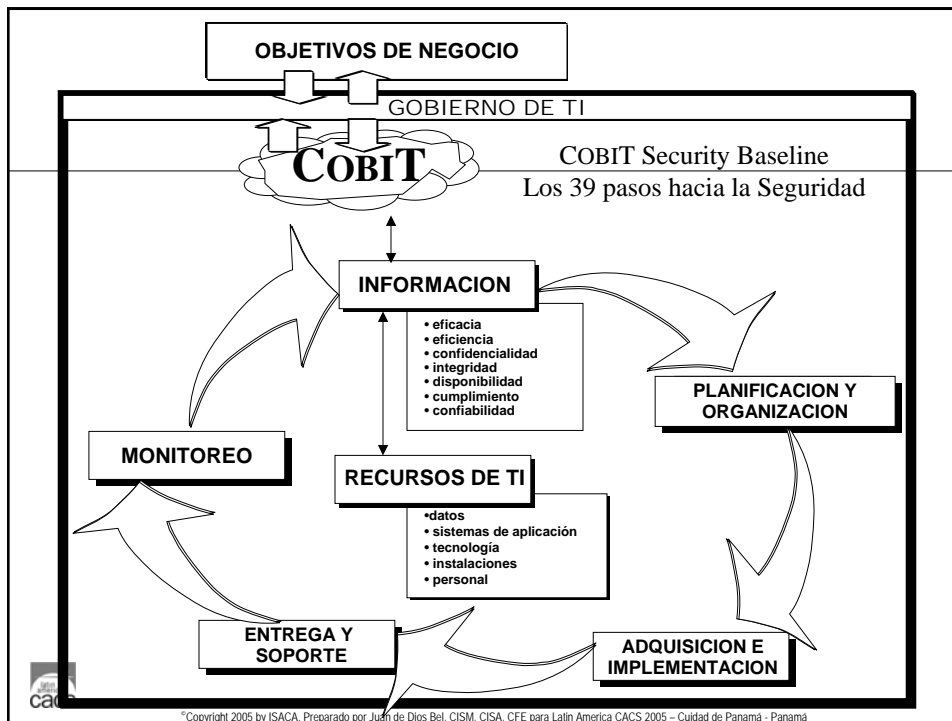 OBJETIVOS DE NEGOCIO
GOBIERNO DE TI
COBIT
COBIT Security Baseline
Los 39 pasos hacia la Seguridad
INFORMACION
• eficacia
• eficiencia
• confidencialidad
• integridad
• disponibilidad
• cumplimiento
• confiabilidad
PLANIFICACION Y
ORGANIZACION
MONITOREO
RECURSOS DE TI
•datos
• sistemas de aplicación
• tecnología
• instalaciones
• personal
ENTREGA Y
SOPORTE
ADQUISICION E
IMPLEMENTACION
latin
america
cacs
©Copyright 2005 by ISACA. Preparado por Juan de Dios Bel, CISM, CISA, CFE para Latin America CACS 2005 – Cuidad de Panamá - Panamá